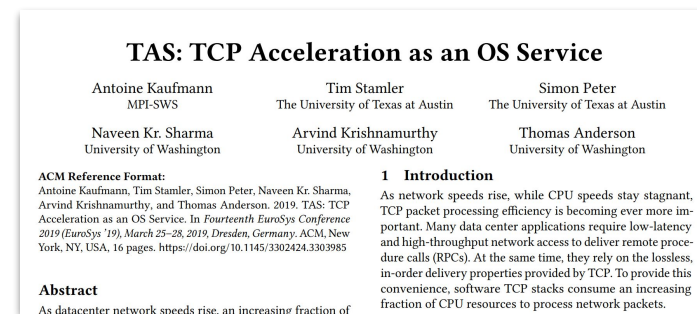 TAS: TCP Acceleration as an OS Service
Antoine Kaufmann
MPI-SWS
Tim Stamler
The University of Texas at Austin
Simon Peter
The University of Texas at Austin
Naveen Kr. Sharma
University of Washington
Arvind Krishnamurthy
University of Washington
Thomas Anderson
University of Washington
ACM Reference Format:
Antoine Kaufmann, Tim Stamler, Simon Peter, Naveen Kr. Sharma,
Arvind Krishnamurthy, and Thomas Anderson. 2019. TAS: TCP
Acceleration as an OS Service. In Fourteenth EuroSys Conference
2019 (EuroSys '19), March 25–28, 2019, Dresden, Germany. ACM, New
York, NY, USA, 16 pages. https://doi.org/10.1145/3302424.3303985
Abstract
As datacenter network speeds rise, an increasing fraction of
1 Introduction
As network speeds rise, while CPU speeds stay stagnant,
TCP packet processing efficiency is becoming ever more im-
portant. Many data center applications require low-latency
and high-throughput network access to deliver remote proce-
dure calls (RPCs). At the same time, they rely on the lossless,
in-order delivery properties provided by TCP. To provide this
convenience, software TCP stacks consume an increasing
fraction of CPU resources to process network packets.